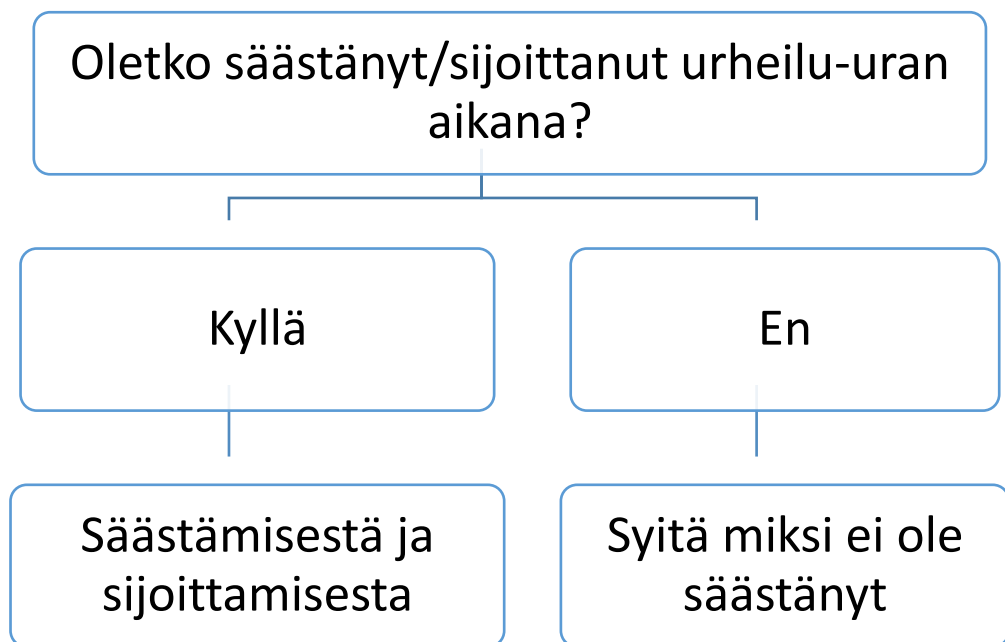 Oletko säästänyt/sijoittanut urheilu-uran
aikana?
Kyllä
En
Säästämisestä ja
sijoittamisesta
Syitä miksi ei ole
säästänyt